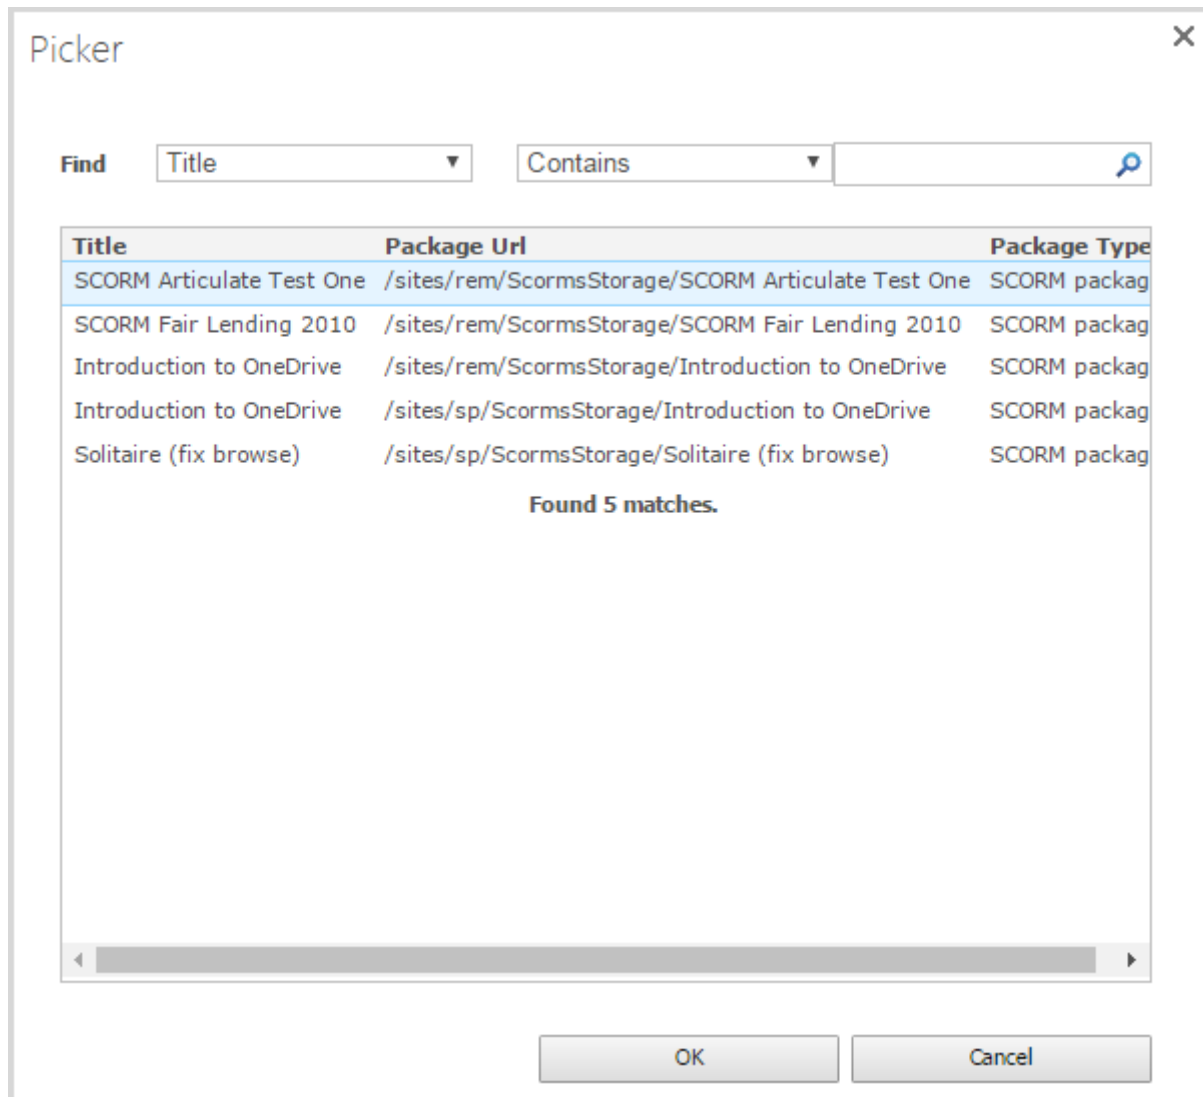 Picker
Find Title Contains
Title Package Url Package Type
SCORM Articulate Test One /sites/rem/ScormsStorage/SCORM Articulate Test One SCORM packag
SCORM Fair Lending 2010 /sites/rem/ScormsStorage/SCORM Fair Lending 2010 SCORM packag
Introduction to OneDrive /sites/rem/ScormsStorage/Introduction to OneDrive SCORM packag
Introduction to OneDrive /sites/sp/ScormsStorage/Introduction to OneDrive SCORM packag
Solitaire (fix browse) /sites/sp/ScormsStorage/Solitaire (fix browse) SCORM packag
Found 5 matches.
OK Cancel